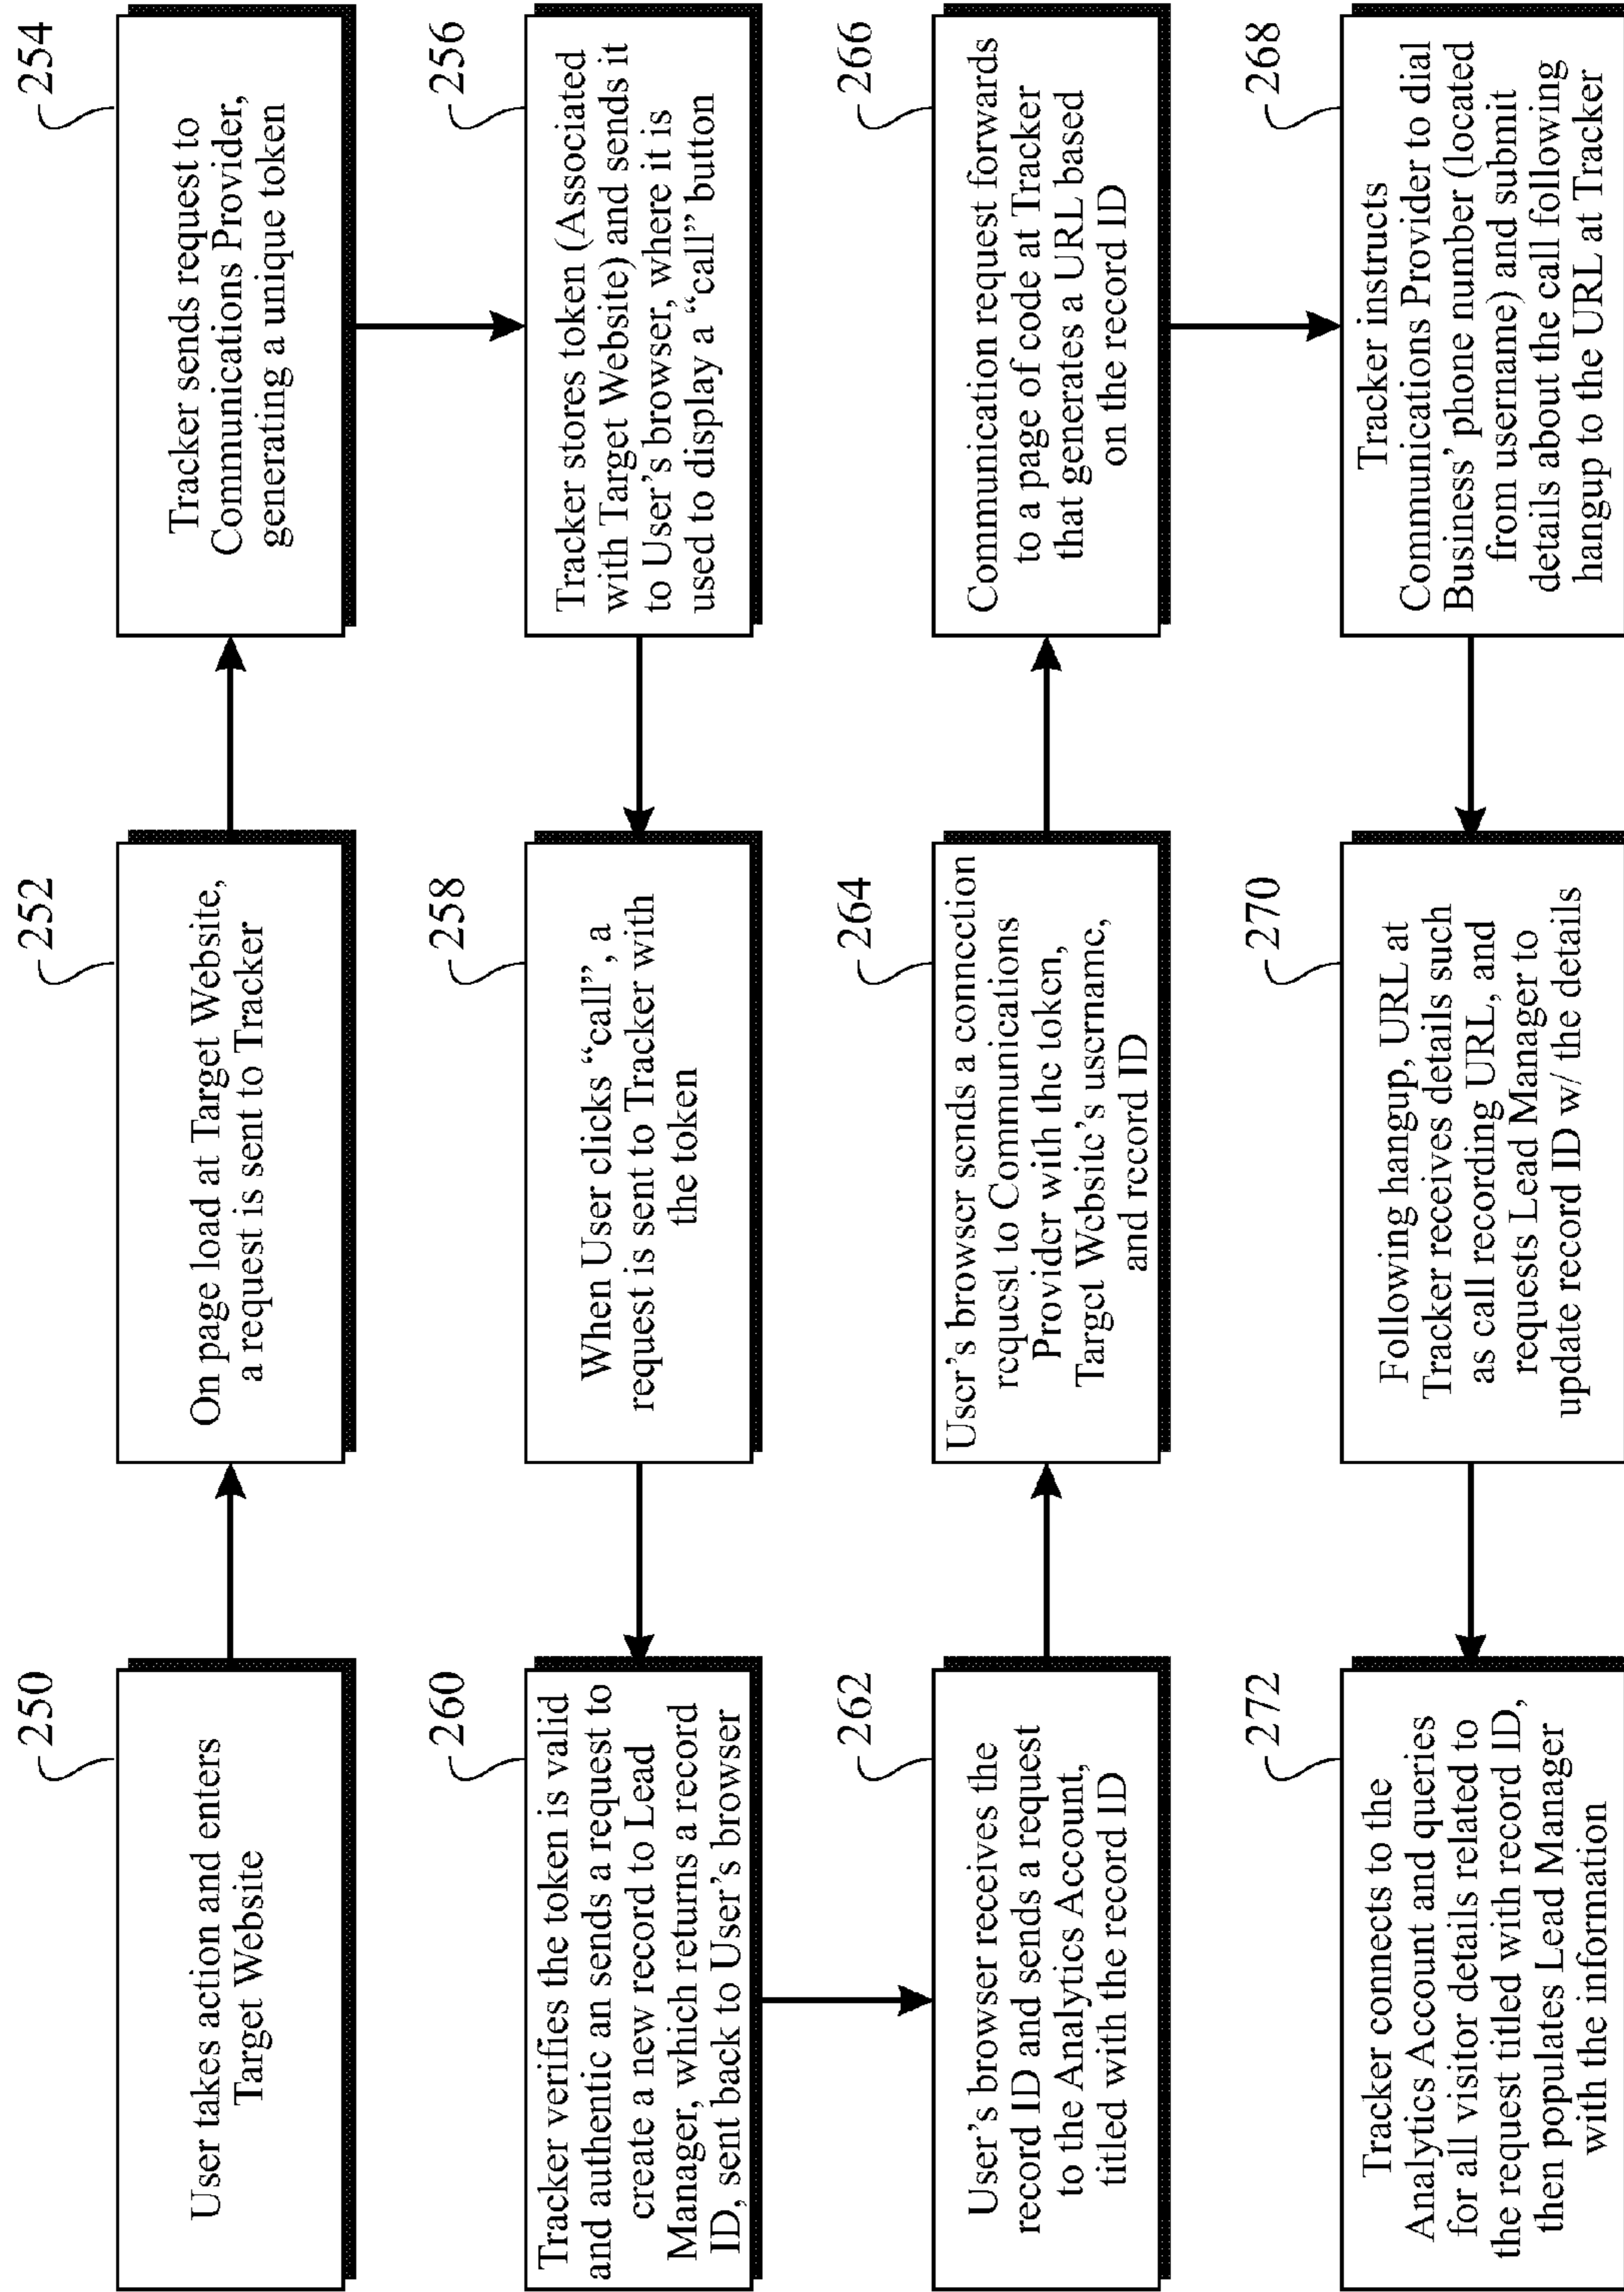 250
User takes action and enters
Target Website
252
On page load at Target Website,
a request is sent to Tracker
254
Tracker sends request to
Communications Provider,
generating a unique token
256
Tracker stores token (Associated
with Target Website) and sends it
to User's browser, where it is
used to display a “call” button
258
When User clicks “call”, a
request is sent to Tracker with
the token
260
Tracker verifies the token is valid
and authentic an sends a request to
create a new record to Lead
Manager, which returns a record
ID, sent back to User's browser
262
User's browser receives the
record ID and sends a request
to the Analytics Account,
titled with the record ID
264
User's browser sends a connection
request to Communications
Provider with the token,
Target Website's username,
and record ID
266
Communication request forwards
to a page of code at Tracker
that generates a URL based
on the record ID
268
Tracker instructs
Communications Provider to dial
Business' phone number (located
from username) and submit
details about the call following
hangup to the URL at Tracker
270
Following hangup, URL at
Tracker receives details such
as call recording URL, and
requests Lead Manager to
update record ID w/ the details
272
Tracker connects to the
Analytics Account and queries
for all visitor details related to
the request titled with record ID,
then populates Lead Manager
with the information